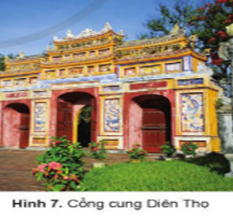 Hình 7. Cổng cung Diên Thọ